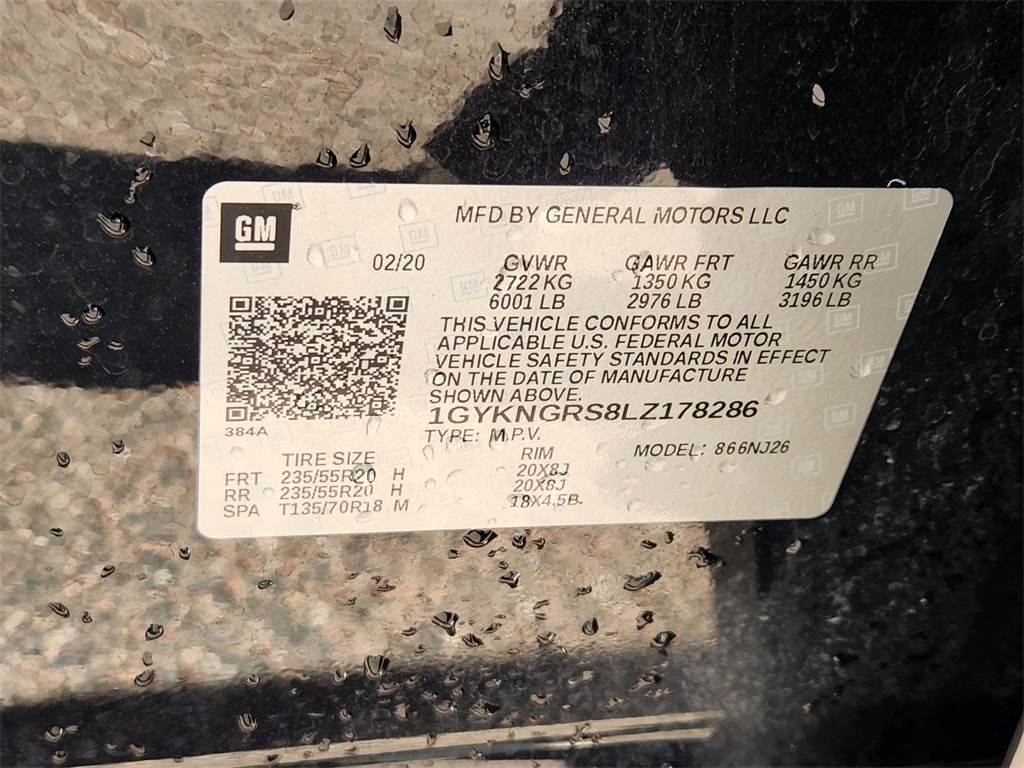 GM
MFD BY GENERAL MOTORS LLC
02/20 GVWR GAWR FRT GAWR RR
2722 KG 1350 KG 1450 KG
6001 LB 2976 LB 3196 LB
THIS VEHICLE CONFORMS TO ALL
APPLICABLE U.S. FEDERAL MOTOR
VEHICLE SAFETY STANDARDS IN EFFECT
ON THE DATE OF MANUFACTURE
SHOWN ABOVE.
1GYKNGRS8LZ178286
384A
TYPE: M.P.V. MODEL: 866NJ26
TIRE SIZE RIM
FRT 235/55R20 H 20X8J
RR 235/55R20 H 20X8J
SPA T135/70R18 M 18X4.5B